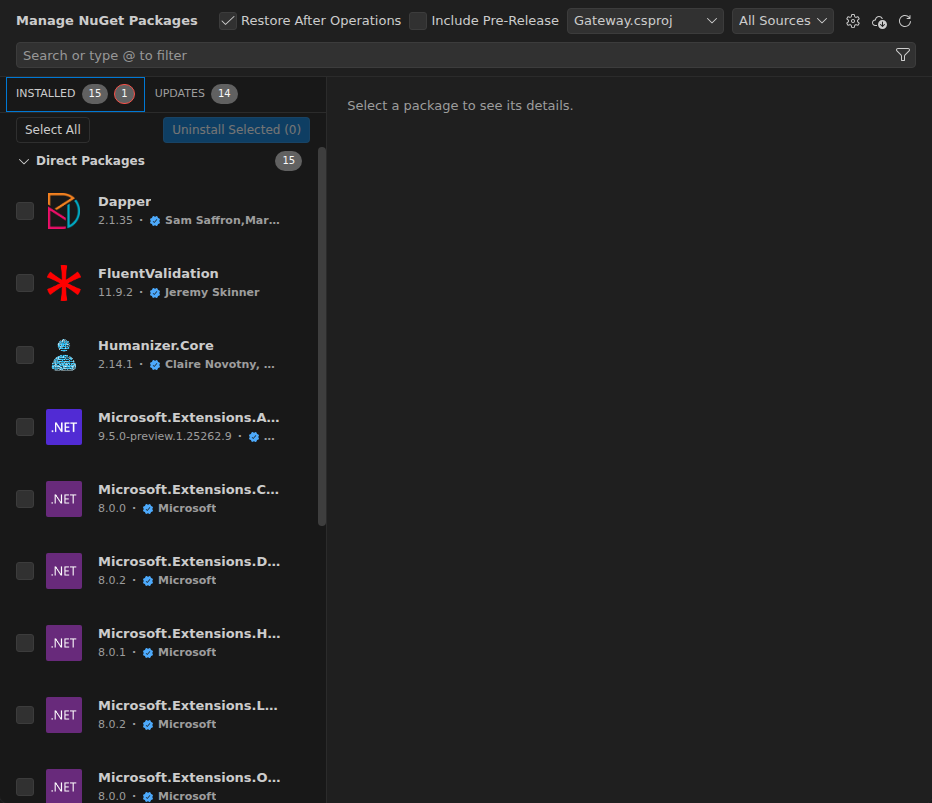 Manage NuGet Packages Restore After Operations Include Pre-Release Gateway.csproj All Sources
Search or type @ to filter
INSTALLED 15 1 UPDATES 14
Select a package to see its details.
Select All Uninstall Selected (0)
Direct Packages 15
Dapper
2.1.35 · Sam Saffron,Mar...
FluentValidation
11.9.2 · Jeremy Skinner
Humanizer.Core
2.14.1 · Claire Novotny, ...
.NET
Microsoft.Extensions.A...
9.5.0-preview.1.25262.9 · ...
.NET
Microsoft.Extensions.C...
8.0.0 · Microsoft
.NET
Microsoft.Extensions.D...
8.0.2 · Microsoft
.NET
Microsoft.Extensions.H...
8.0.1 · Microsoft
.NET
Microsoft.Extensions.L...
8.0.2 · Microsoft
.NET
Microsoft.Extensions.O...
8.0.0 · Microsoft